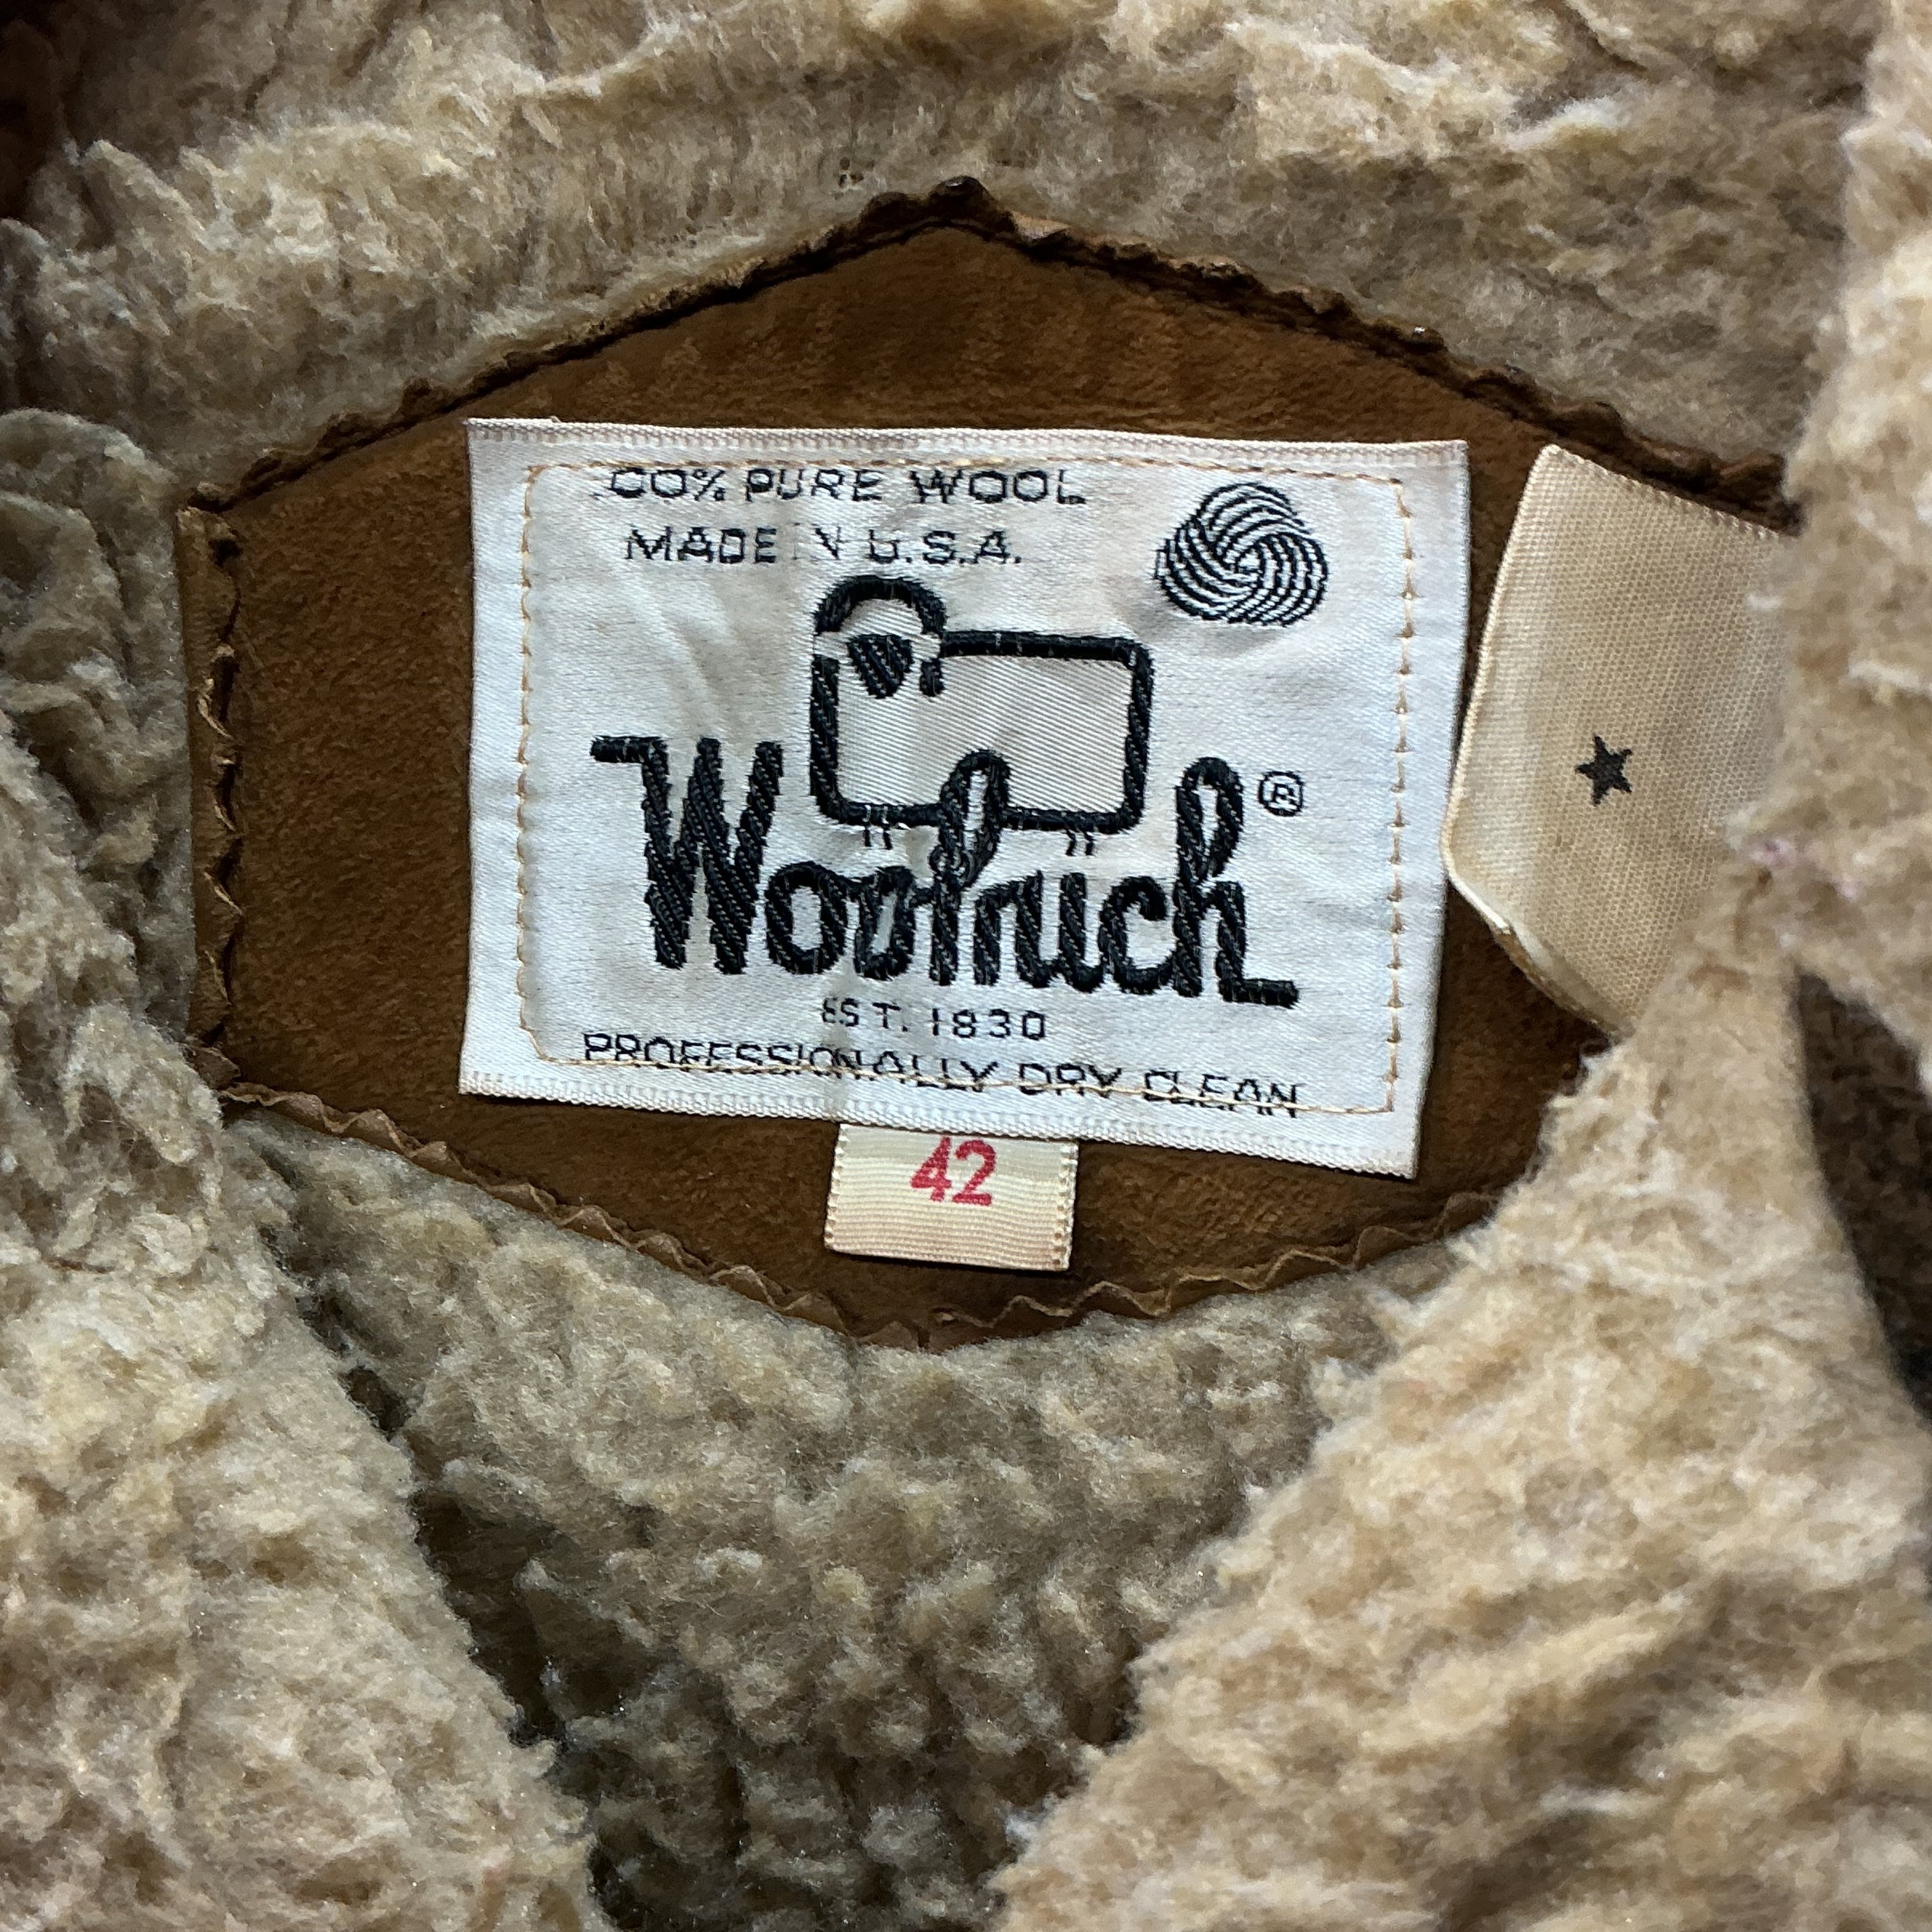 100% PURE WOOL
MADE IN U.S.A.
Woolrich®
EST. 1830
PROFESSIONALLY DRY CLEAN
42